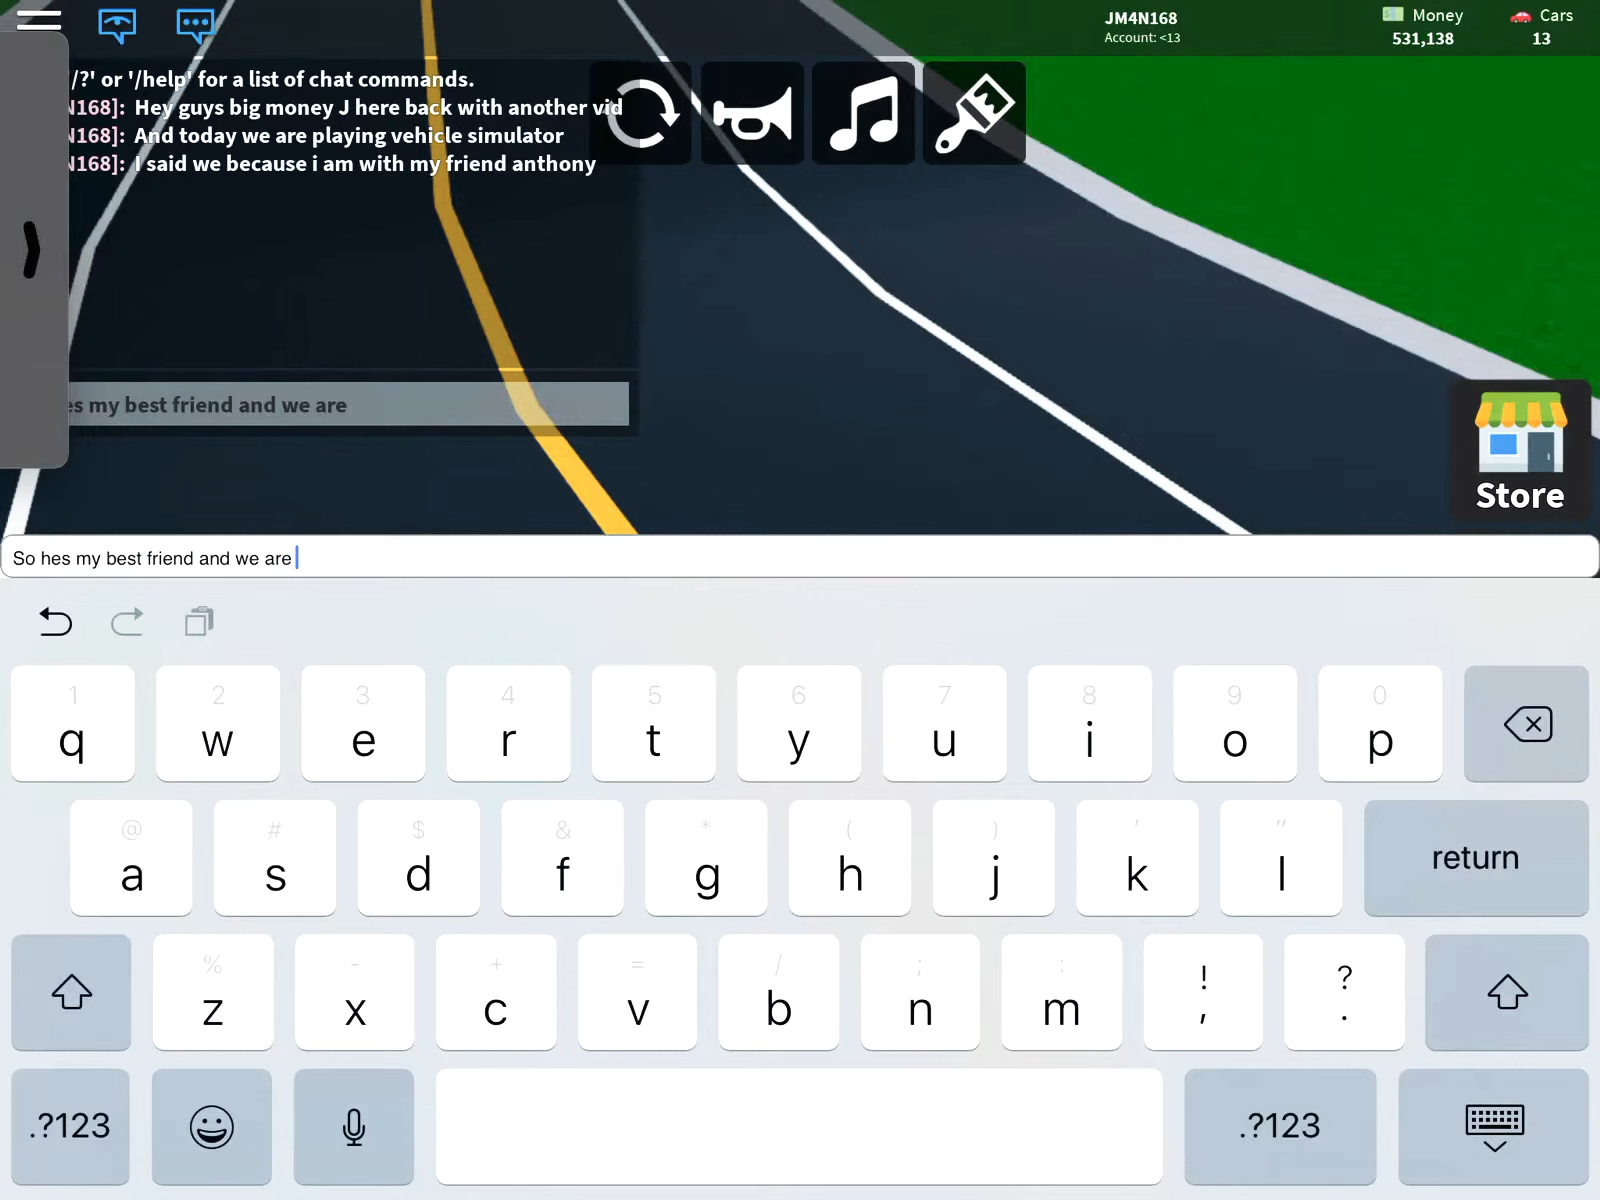 JM4N168
Account: <13
Money
531,138
Cars
13
/?' or '/help' for a list of chat commands.
N168]: Hey guys big money J here back with another vid
N168]: And today we are playing vehicle simulator
N168]: I said we because i am with my friend anthony
es my best friend and we are
Store
So hes my best friend and we are
1 2 3 4 5 6 7 8 9 0
q w e r t y u i o p
@ # $ & * ( ) ' "
a s d f g h j k l return
% - + = / ; : ! ?
z x c v b n m , .
.?123 .?123